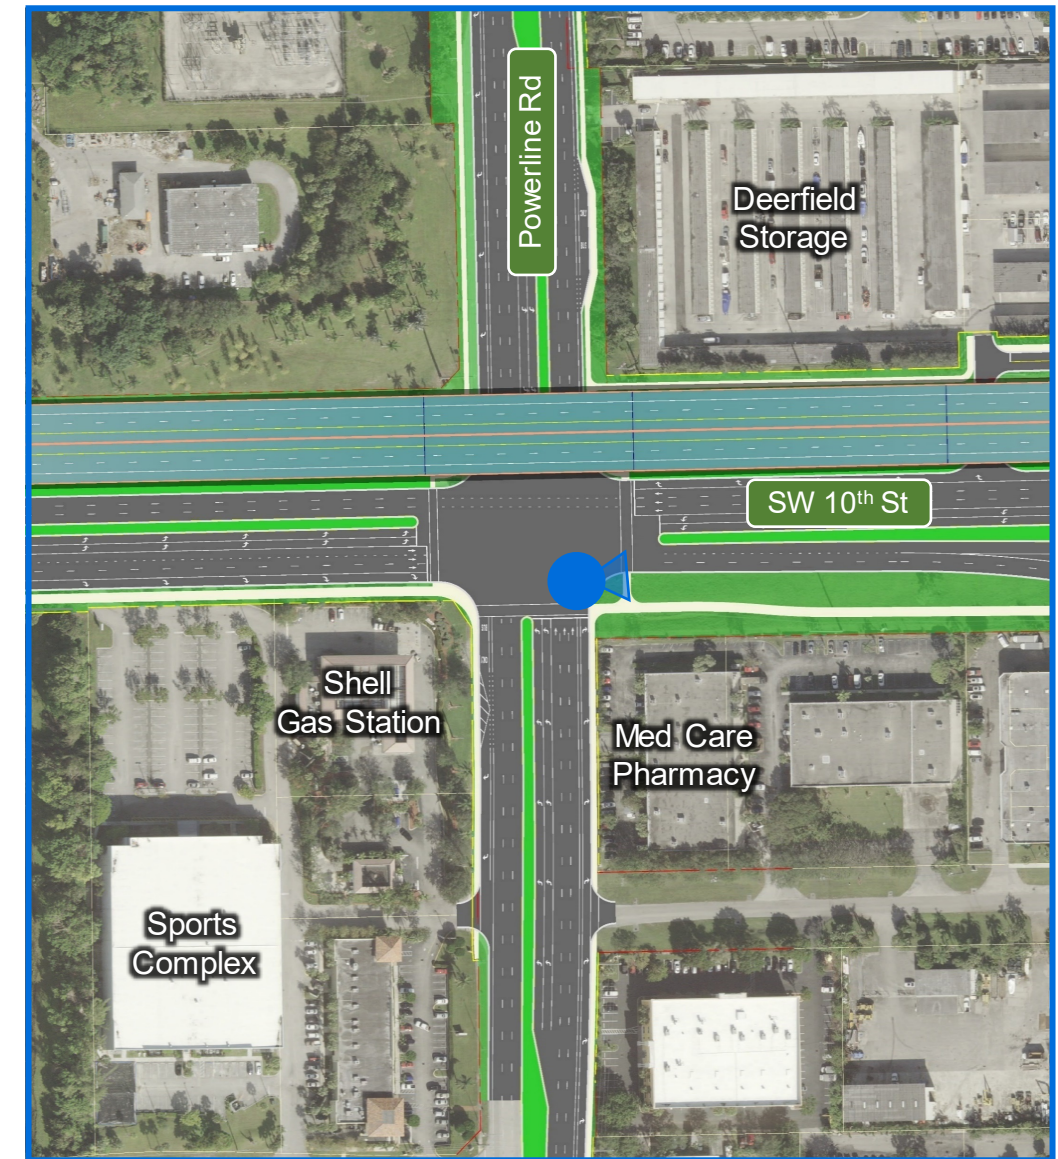 Powerline Rd
Deerfield
Storage
SW 10th St
Shell
Gas Station
Med Care
Pharmacy
Sports
Complex